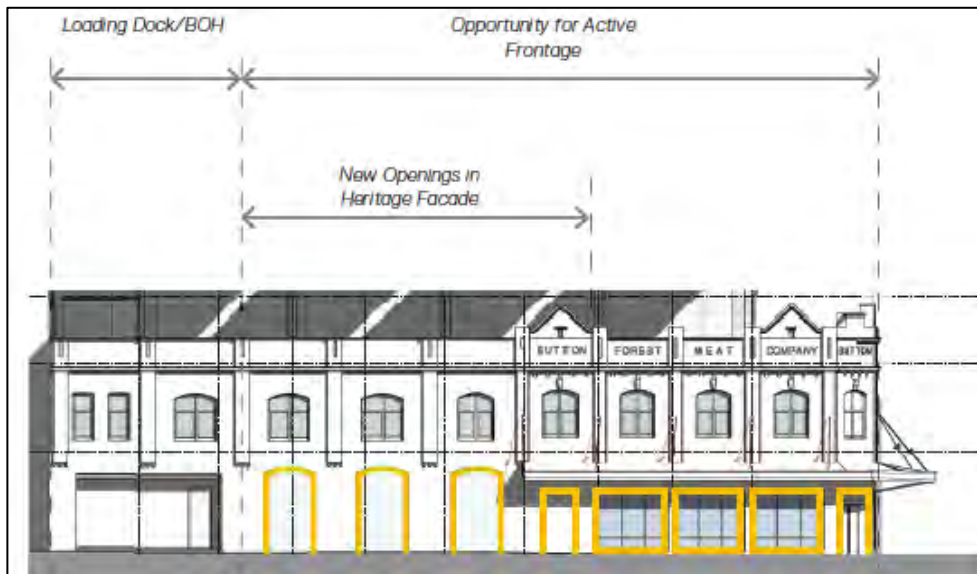 Loading Dock/BOH
Opportunity for Active
Frontage
New Openings in
Heritage Facade
SUTTON FOREST MEAT COMPANY SUTTON